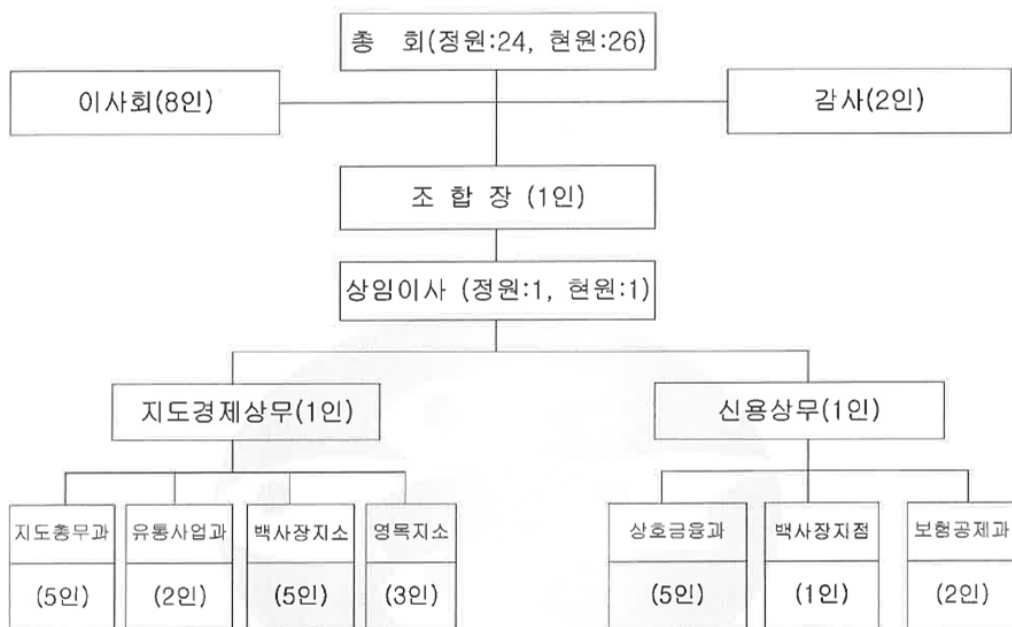 총 회(정원:24, 현원:26)
이사회(8인)
감사(2인)
조 합 장 (1인)
상임이사 (정원:1, 현원:1)
지도경제상무(1인)
신용상무(1인)
지도총무과
유통사업과
백사장지소
영목지소
상호금융과
백사장지점
보험공제과
(5인)
(2인)
(5인)
(3인)
(5인)
(1인)
(2인)